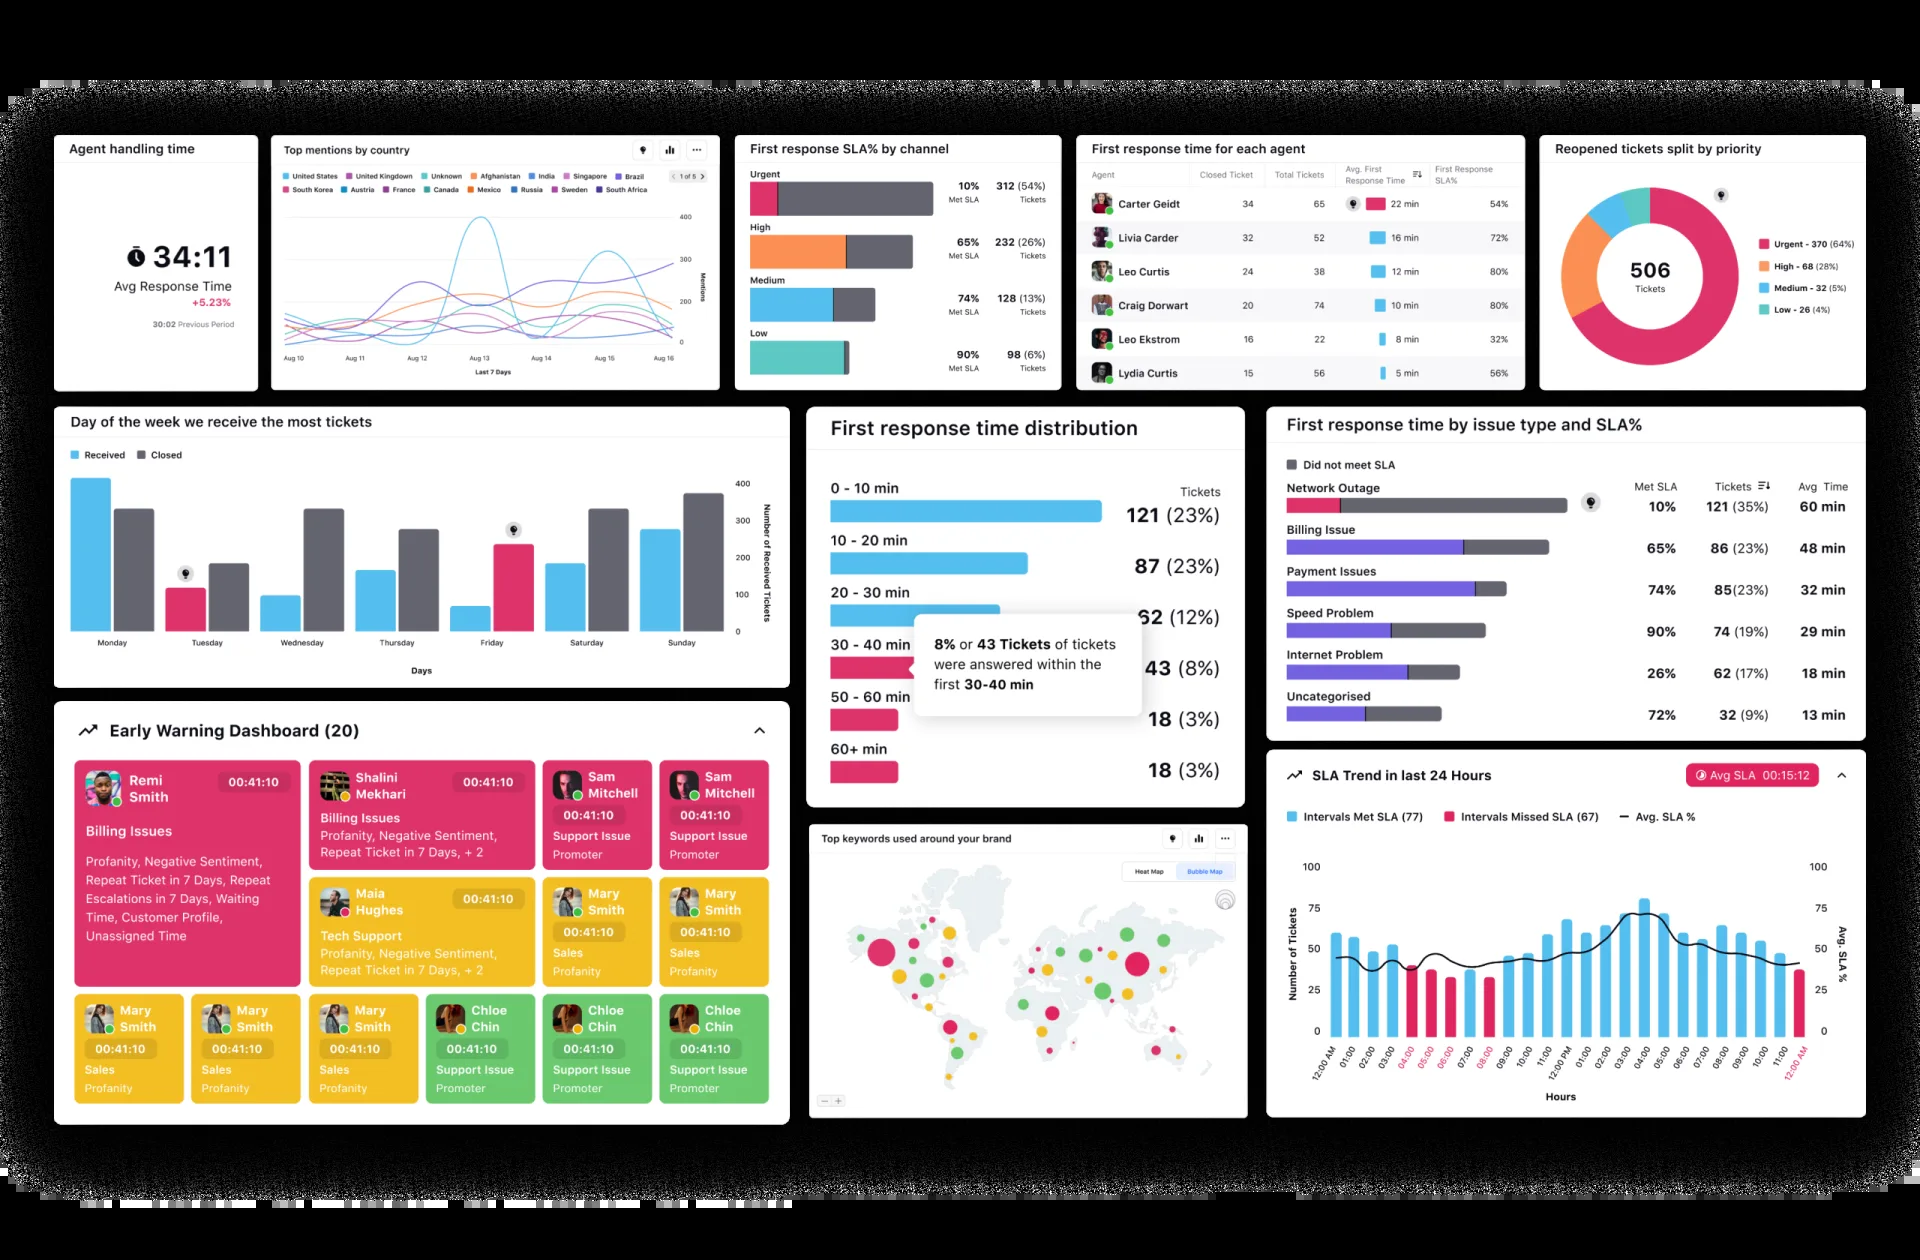 Agent handling time
34:11
Avg Response Time
+5.23%
30:02 Previous Period
Top mentions by country
United States United Kingdown Unknown Afghanistan India Singapore Brazil
1 of 5
South Korea Austria France Canada Mexico Russia Sweden South Africa
400
300
200
0
Mentions
Aug 10 Aug 11 Aug 12 Aug 13 Aug 14 Aug 15 Aug 16
Last 7 Days
First response SLA% by channel
Urgent
10% 312 (54%)
Met SLA Tickets
High
65% 232 (26%)
Met SLA Tickets
Medium
74% 128 (13%)
Met SLA Tickets
Low
90% 98 (6%)
Met SLA Tickets
First response time for each agent
Agent Closed Ticket Total Tickets Avg. First Response Time First Response SLA%
Carter Geidt 34 65 22 min 54%
Livia Carder 32 52 16 min 72%
Leo Curtis 24 38 12 min 80%
Craig Dorwart 20 74 10 min 80%
Leo Ekstrom 16 22 8 min 32%
Lydia Curtis 15 56 5 min 56%
Reopened tickets split by priority
506
Tickets
Urgent - 370 (64%)
High - 68 (28%)
Medium - 32 (5%)
Low - 26 (4%)
Day of the week we receive the most tickets
Received Closed
400
300
200
100
0
Number of Received Tickets
Monday Tuesday Wednesday Thursday Friday Saturday Sunday
Days
First response time distribution
Tickets
0 - 10 min
121 (23%)
10 - 20 min
87 (23%)
20 - 30 min
62 (12%)
30 - 40 min
43 (8%)
50 - 60 min
18 (3%)
60+ min
18 (3%)
8% or 43 Tickets of tickets
were answered within the
first 30-40 min
First response time by issue type and SLA%
Did not meet SLA
Met SLA Tickets Avg Time
Network Outage
10% 121 (35%) 60 min
Billing Issue
65% 86 (23%) 48 min
Payment Issues
74% 85(23%) 32 min
Speed Problem
90% 74 (19%) 29 min
Internet Problem
26% 62 (17%) 18 min
Uncategorised
72% 32 (9%) 13 min
Early Warning Dashboard (20)
Remi Smith
00:41:10
Billing Issues
Profanity, Negative Sentiment,
Repeat Ticket in 7 Days, Repeat
Escalations in 7 Days, Waiting
Time, Customer Profile,
Unassigned Time
Shalini Mekhari
00:41:10
Billing Issues
Profanity, Negative Sentiment,
Repeat Ticket in 7 Days, + 2
Sam Mitchell
00:41:10
Support Issue
Promoter
Sam Mitchell
00:41:10
Support Issue
Promoter
Maia Hughes
00:41:10
Tech Support
Profanity, Negative Sentiment,
Repeat Ticket in 7 Days, + 2
Mary Smith
00:41:10
Sales
Profanity
Mary Smith
00:41:10
Sales
Profanity
Mary Smith
00:41:10
Sales
Profanity
Mary Smith
00:41:10
Sales
Profanity
Mary Smith
00:41:10
Sales
Profanity
Chloe Chin
00:41:10
Support Issue
Promoter
Chloe Chin
00:41:10
Support Issue
Promoter
Chloe Chin
00:41:10
Support Issue
Promoter
Top keywords used around your brand
Heat Map Bubble Map
SLA Trend in last 24 Hours
Avg SLA 00:15:12
Intervals Met SLA (77) Intervals Missed SLA (67) Avg. SLA %
100
75
50
25
0
Number of Tickets
100
75
50
25
0
Avg. SLA %
12:00 AM 01:00 02:00 03:00 04:00 05:00 06:00 07:00 08:00 09:00 10:00 11:00 12:00 PM 01:00 02:00 03:00 04:00 05:00 06:00 07:00 08:00 09:00 10:00 11:00 12:00 AM
Hours